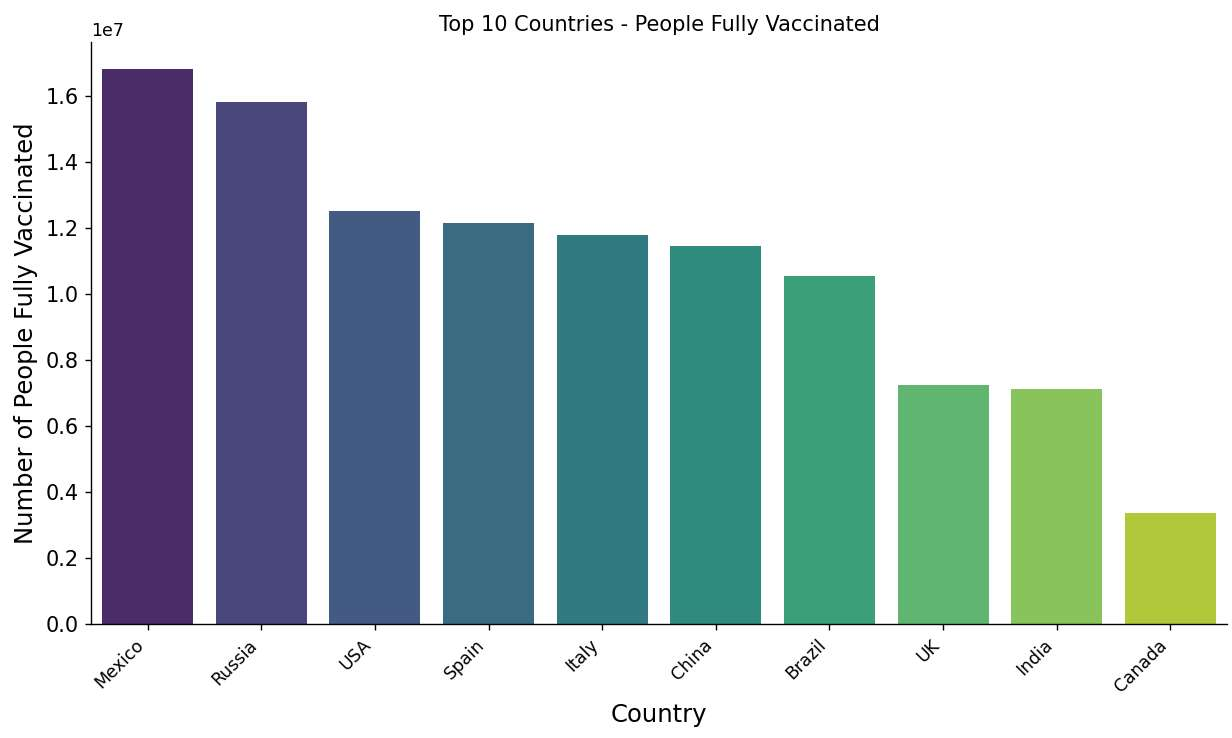 Top 10 Countries - People Fully Vaccinated
1e7
Number of People Fully Vaccinated
1.6
1.4
1.2
1.0
0.8
0.6
0.4
0.2
0.0
Mexico
Russia
USA
Spain
Italy
China
Brazil
UK
India
Canada
Country